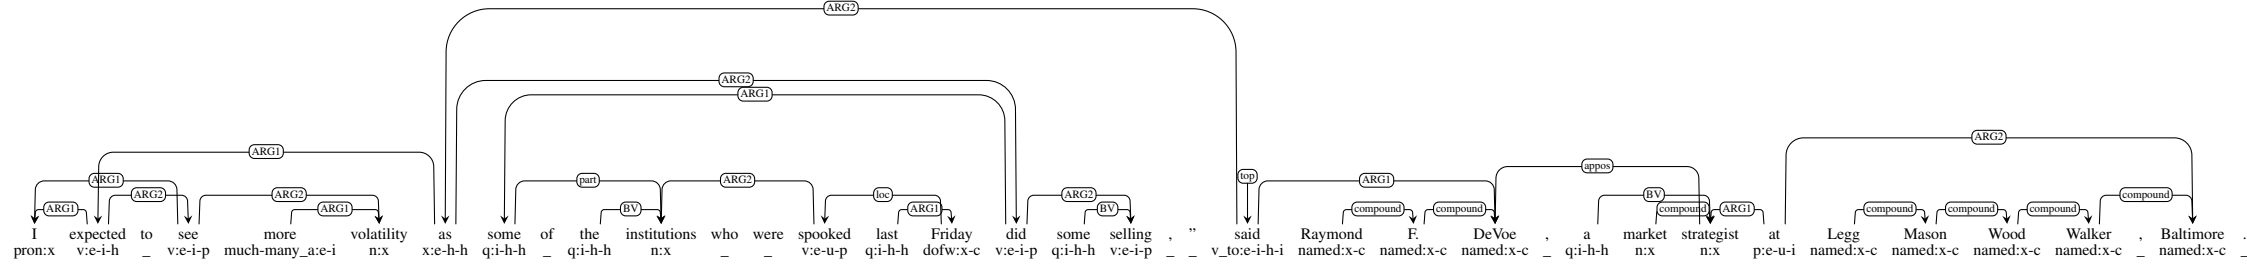 ARG2
ARG2
ARG1
ARG2
ARG1
appos
ARG1 part ARG2 top ARG1
ARG2 ARG2 loc ARG2 BV compound
ARG1 ARG1 BV ARG1 BV compound compound compound ARG1 compound compound compound
I expected to see more volatility as some of the institutions who were spooked last Friday did some selling , ” said Raymond F. DeVoe , a market strategist at Legg Mason Wood Walker , Baltimore .
pron:x v:e-i-h _ v:e-i-p much-many_a:e-i n:x x:e-h-h q:i-h-h _ q:i-h-h n:x _ _ v:e-u-p q:i-h-h dofw:x-c v:e-i-p q:i-h-h v:e-i-p _ _ v_to:e-i-h-i named:x-c named:x-c named:x-c _ q:i-h-h n:x n:x p:e-u-i named:x-c named:x-c named:x-c named:x-c _ named:x-c _